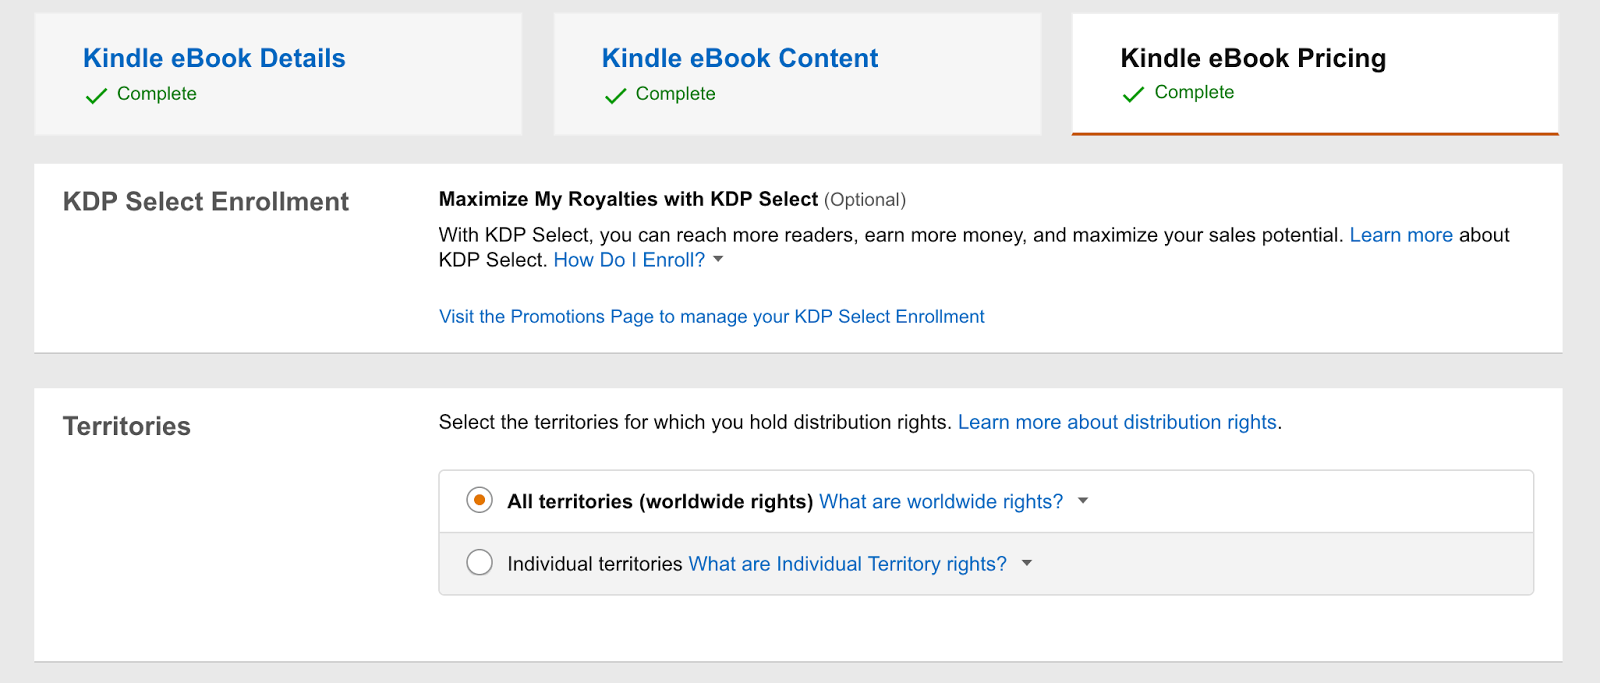 Kindle eBook Details
Complete
Kindle eBook Content
Complete
Kindle eBook Pricing
Complete
KDP Select Enrollment
Maximize My Royalties with KDP Select (Optional)
With KDP Select, you can reach more readers, earn more money, and maximize your sales potential. Learn more about
KDP Select. How Do I Enroll?
Visit the Promotions Page to manage your KDP Select Enrollment
Territories
Select the territories for which you hold distribution rights. Learn more about distribution rights.
All territories (worldwide rights) What are worldwide rights?
Individual territories What are Individual Territory rights?